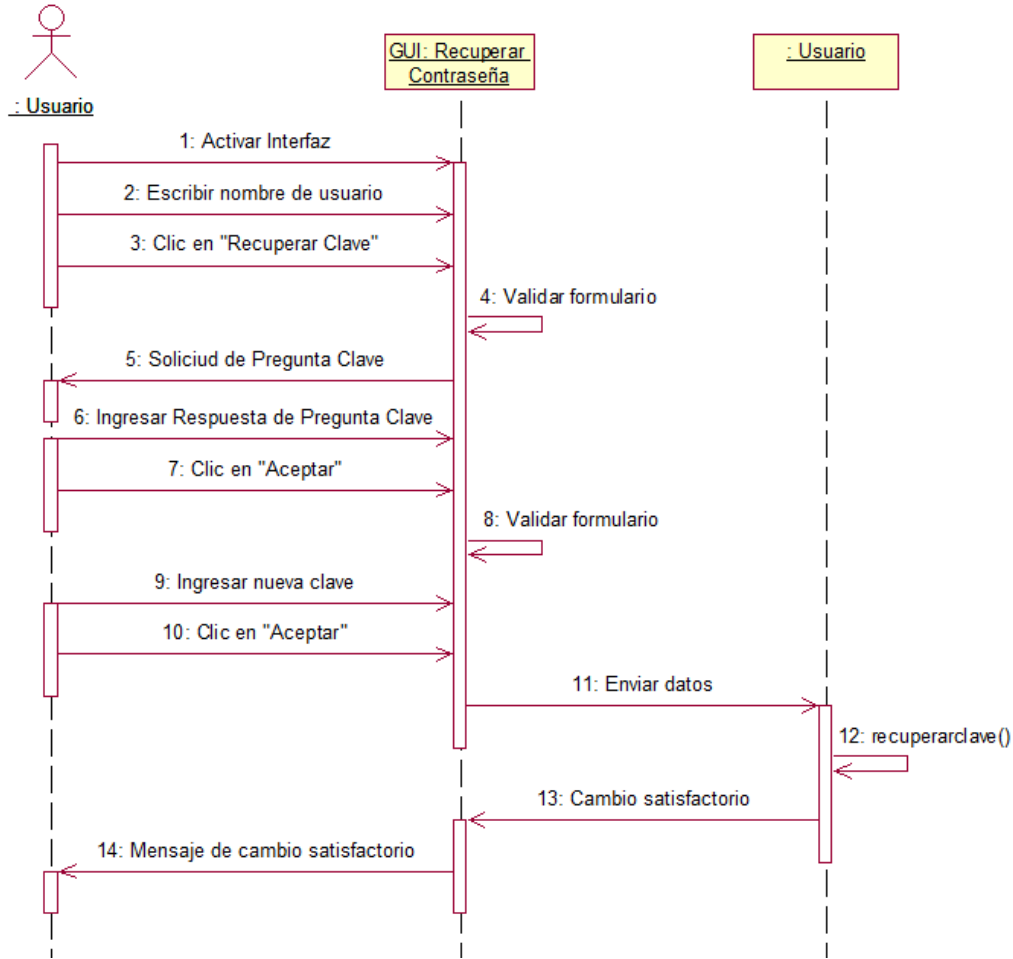 GUI: Recuperar
Contraseña
: Usuario
: Usuario
1: Activar Interfaz
2: Escribir nombre de usuario
3: Clic en "Recuperar Clave"
4: Validar formulario
5: Soliciud de Pregunta Clave
6: Ingresar Respuesta de Pregunta Clave
7: Clic en "Aceptar"
8: Validar formulario
9: Ingresar nueva clave
10: Clic en "Aceptar"
11: Enviar datos
12: recuperarclave()
13: Cambio satisfactorio
14: Mensaje de cambio satisfactorio